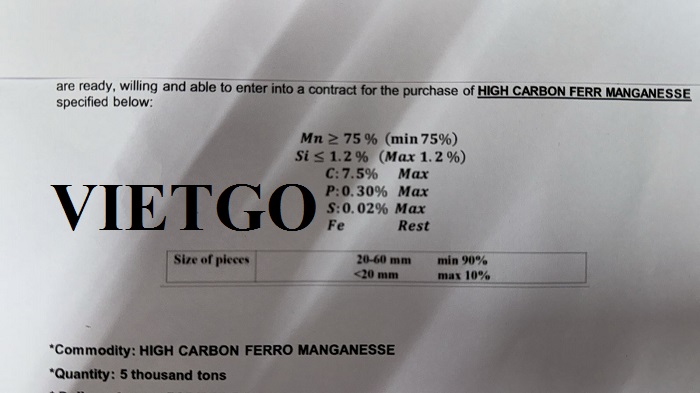 are ready, willing and able to enter into a contract for the purchase of HIGH CARBON FERR MANGANESSE
specified below:
Mn ≥ 75 % (min 75%)
Si ≤ 1.2 % (Max 1.2 %)
C: 7.5% Max
P: 0.30% Max
S: 0.02% Max
Fe Rest
VIETGO
Size of pieces 20-60 mm min 90%
<20 mm max 10%
*Commodity: HIGH CARBON FERRO MANGANESSE
*Quantity: 5 thousand tons